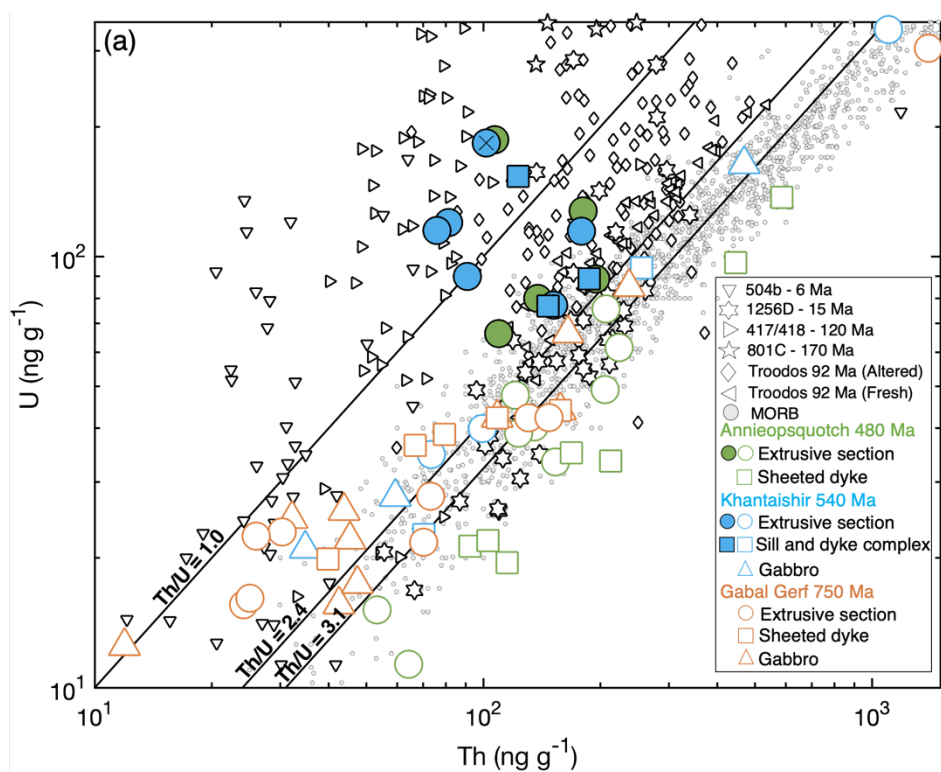 (a)
U (ng g⁻¹)
10²
10¹
Th/U = 1.0
Th/U = 2.4
Th/U = 3.1
504b - 6 Ma
1256D - 15 Ma
417/418 - 120 Ma
801C - 170 Ma
Troodos 92 Ma (Altered)
Troodos 92 Ma (Fresh)
MORB
Annieopsquotch 480 Ma
Extrusive section
Sheeted dyke
Khantaishir 540 Ma
Extrusive section
Sill and dyke complex
Gabbro
Gabal Gerf 750 Ma
Extrusive section
Sheeted dyke
Gabbro
10¹
10²
10³
Th (ng g⁻¹)